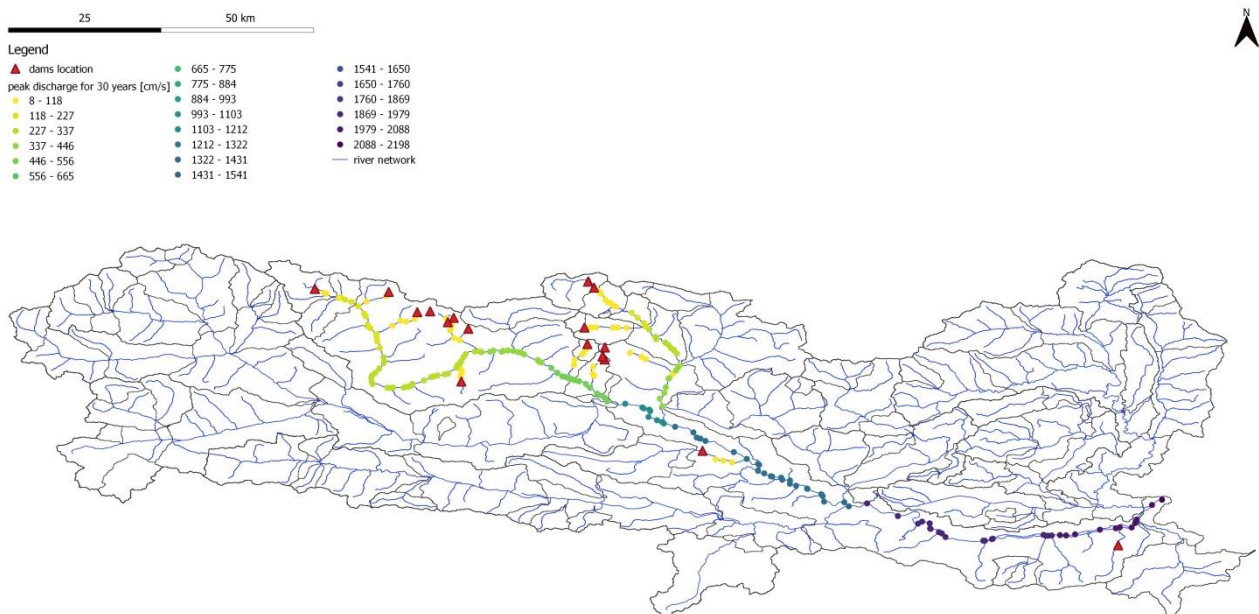 25 50 km
N
Legend
dams location
peak discharge for 30 years [cm/s]
8 - 118
118 - 227
227 - 337
337 - 446
446 - 556
556 - 665
665 - 775
775 - 884
884 - 993
993 - 1103
1103 - 1212
1212 - 1322
1322 - 1431
1431 - 1541
1541 - 1650
1650 - 1760
1760 - 1869
1869 - 1979
1979 - 2088
2088 - 2198
river network